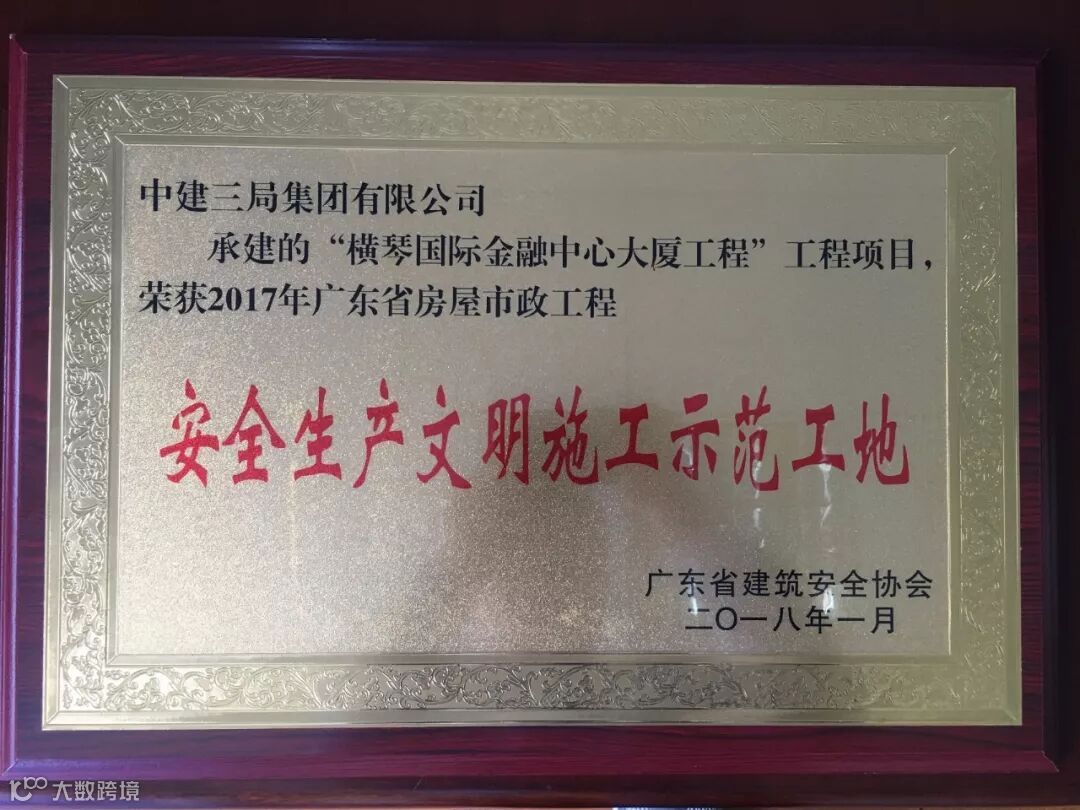 中建三局集团有限公司
承建的“横琴国际金融中心大厦工程”工程项目，
荣获2017年广东省房屋市政工程
安全生产文明施工示范工地
广东省建筑安全协会
二〇一八年一月
大数跨境